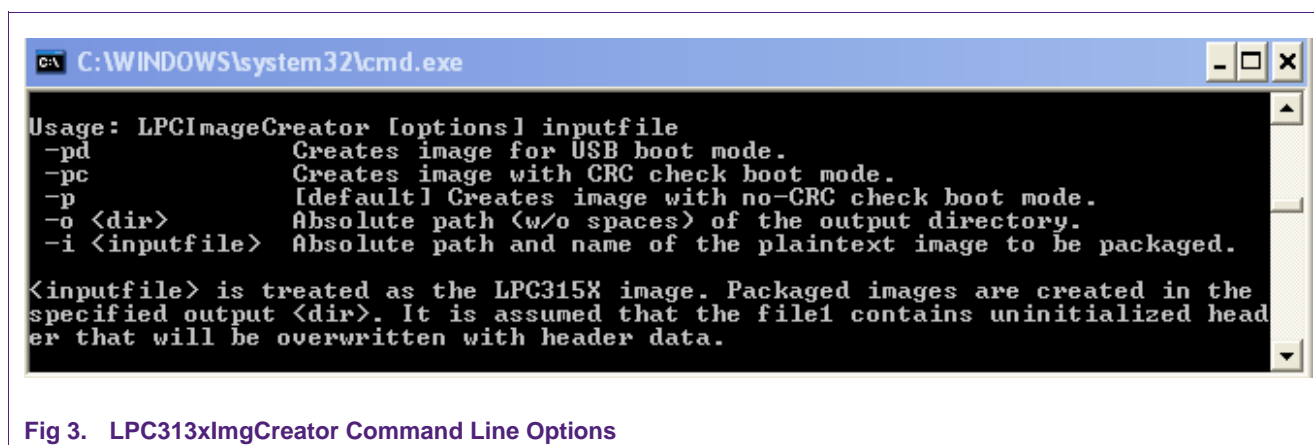 C:\WINDOWS\system32\cmd.exe
Usage: LPCImageCreator [options] inputfile
-pd Creates image for USB boot mode.
-pc Creates image with CRC check boot mode.
-p [default] Creates image with no-CRC check boot mode.
-o <dir> Absolute path (w/o spaces) of the output directory.
-i <inputfile> Absolute path and name of the plaintext image to be packaged.
<inputfile> is treated as the LPC315X image. Packaged images are created in the
specified output <dir>. It is assumed that the file1 contains uninitialized head
er that will be overwritten with header data.
Fig 3. LPC313xImgCreator Command Line Options